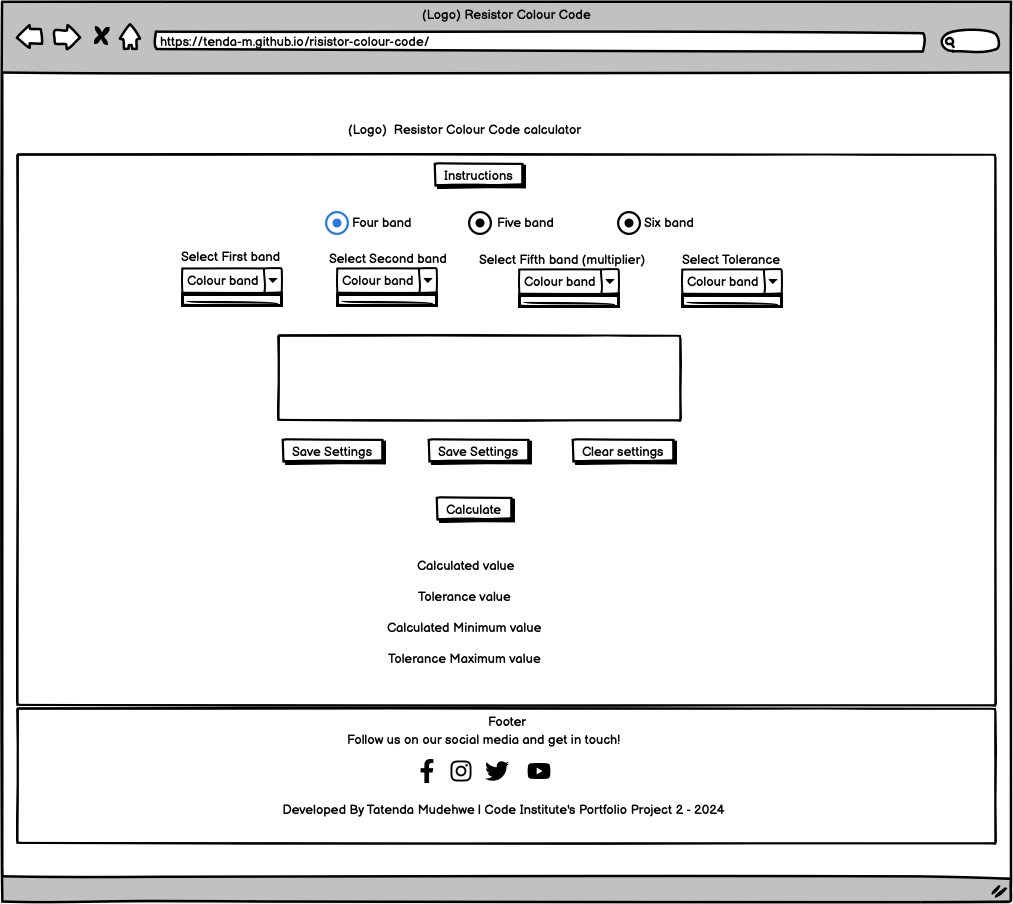 (Logo) Resistor Colour Code
https://tenda-m.github.io/risistor-colour-code/
(Logo) Resistor Colour Code calculator
Instructions
Four band Five band Six band
Select First band Select Second band Select Fifth band (multiplier) Select Tolerance
Colour band Colour band Colour band Colour band
Save Settings Save Settings Clear settings
Calculate
Calculated value
Tolerance value
Calculated Minimum value
Tolerance Maximum value
Footer
Follow us on our social media and get in touch!
Developed By Tatenda Mudehwe | Code Institute's Portfolio Project 2 - 2024